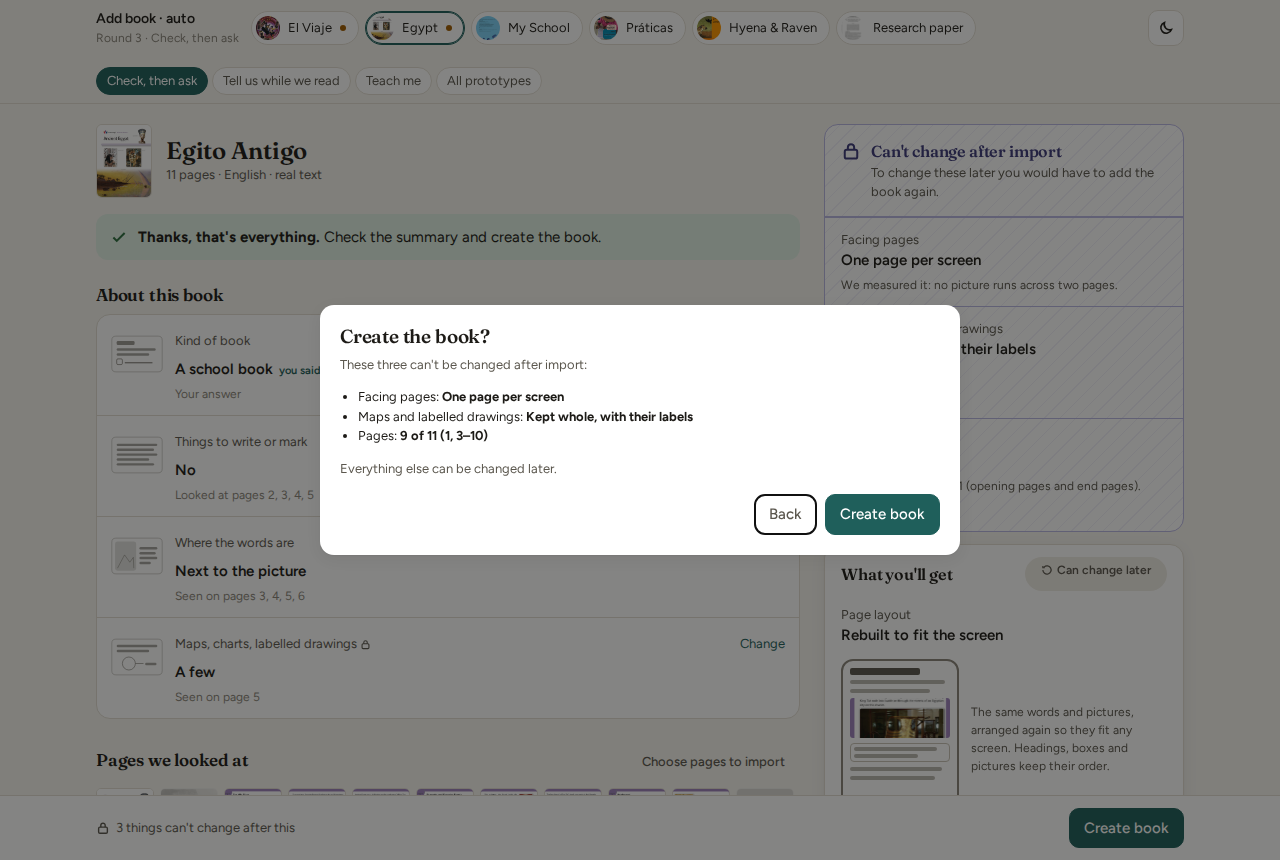 Add book · auto
Round 3 · Check, then ask
El Viaje
Egypt
My School
Práticas
Hyena & Raven
Research paper
Check, then ask
Tell us while we read
Teach me
All prototypes
Egito Antigo
11 pages · English · real text
Thanks, that's everything. Check the summary and create the book.
About this book
Kind of book
A school book you said
Your answer
Things to write or mark
No
Looked at pages 2, 3, 4, 5
Where the words are
Next to the picture
Seen on pages 3, 4, 5, 6
Maps, charts, labelled drawings
Change
A few
Seen on page 5
Pages we looked at
Choose pages to import
Can't change after import
To change these later you would have to add the
book again.
Facing pages
One page per screen
We measured it: no picture runs across two pages.
rawings
their labels
(opening pages and end pages).
What you'll get
Can change later
Page layout
Rebuilt to fit the screen
The same words and pictures,
arranged again so they fit any
screen. Headings, boxes and
pictures keep their order.
Create the book?
These three can't be changed after import:
Facing pages: One page per screen
Maps and labelled drawings: Kept whole, with their labels
Pages: 9 of 11 (1, 3–10)
Everything else can be changed later.
Back
Create book
3 things can't change after this
Create book